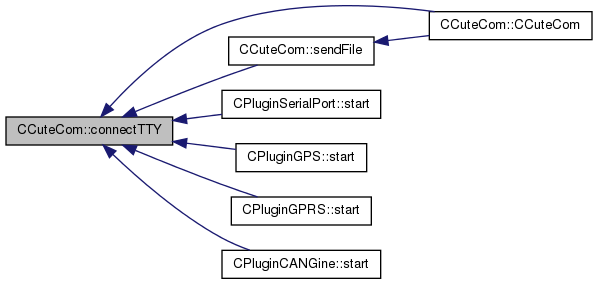 CCuteCom::CCuteCom
CCuteCom::sendFile
CPluginSerialPort::start
CCuteCom::connectTTY
CPluginGPS::start
CPluginGPRS::start
CPluginCANGine::start